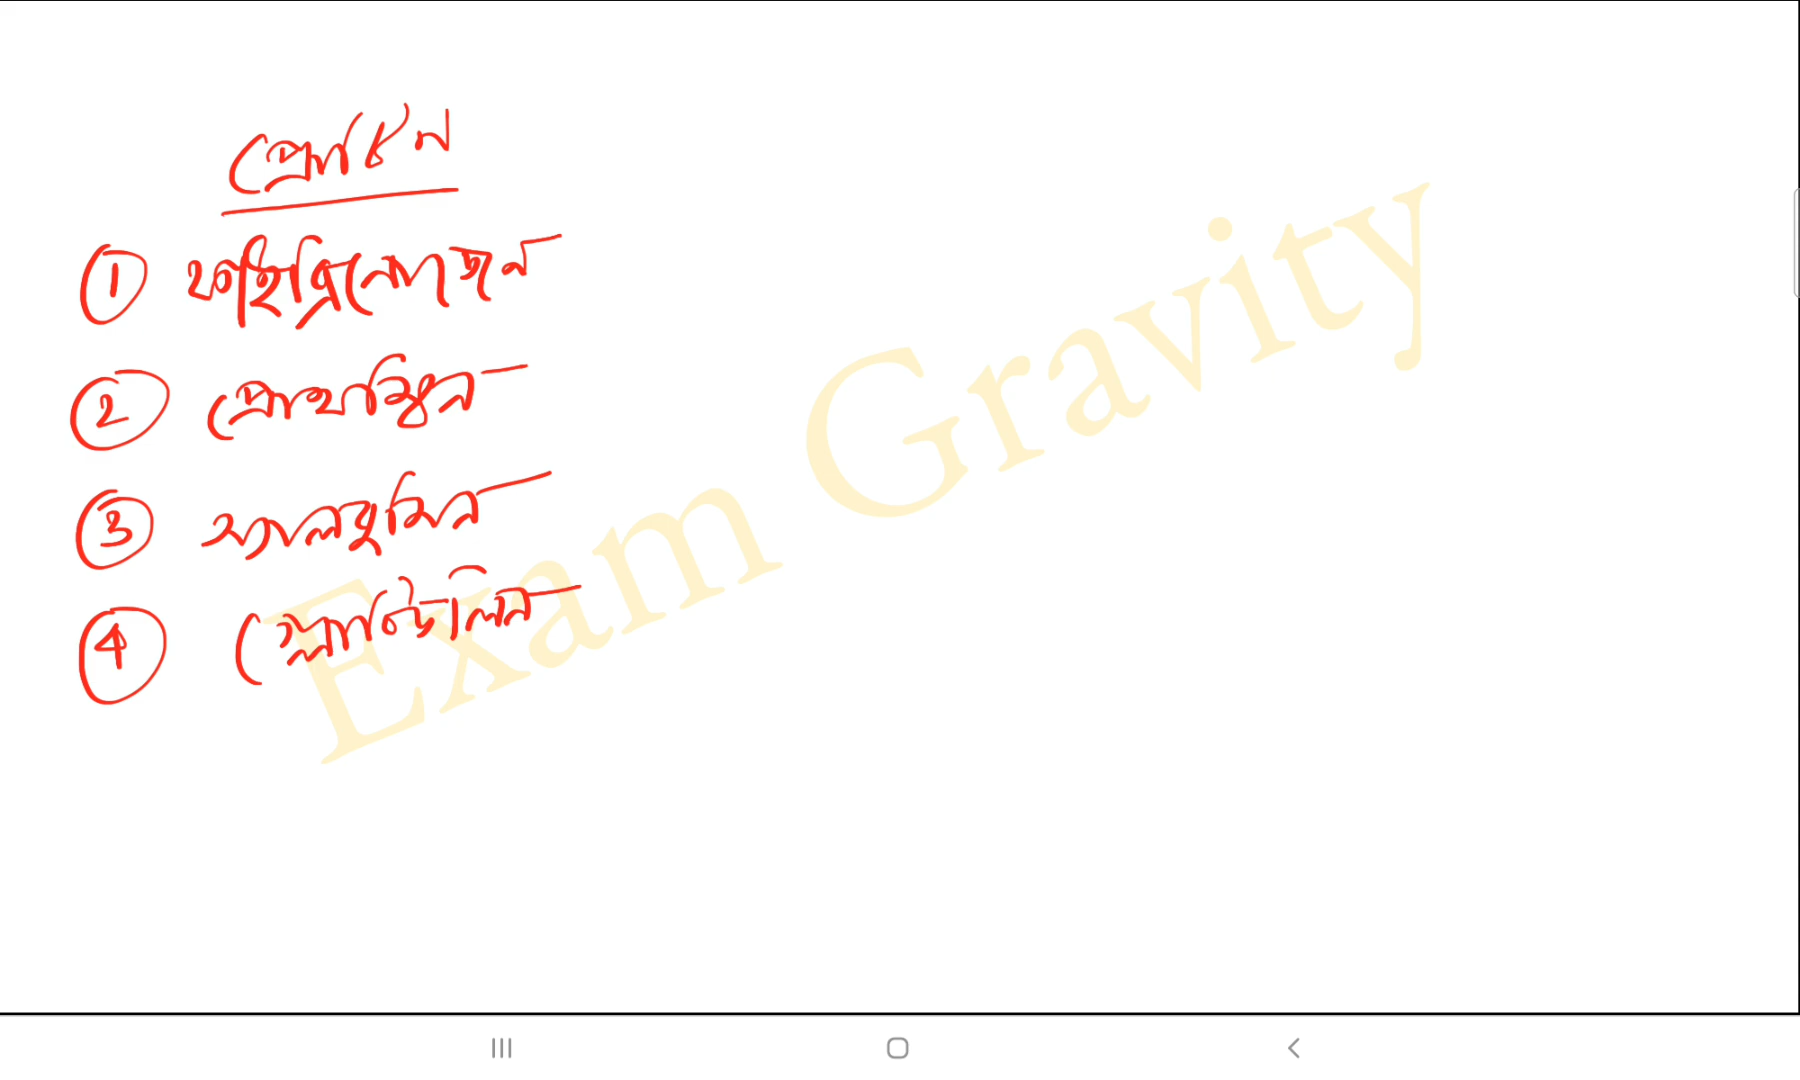 প্রোটিন
① ফাইব্রিনোজেন
② প্রোথ্রম্বিন
③ অ্যালবুমিন
④ গ্লোবিউলিন
Exam Gravity